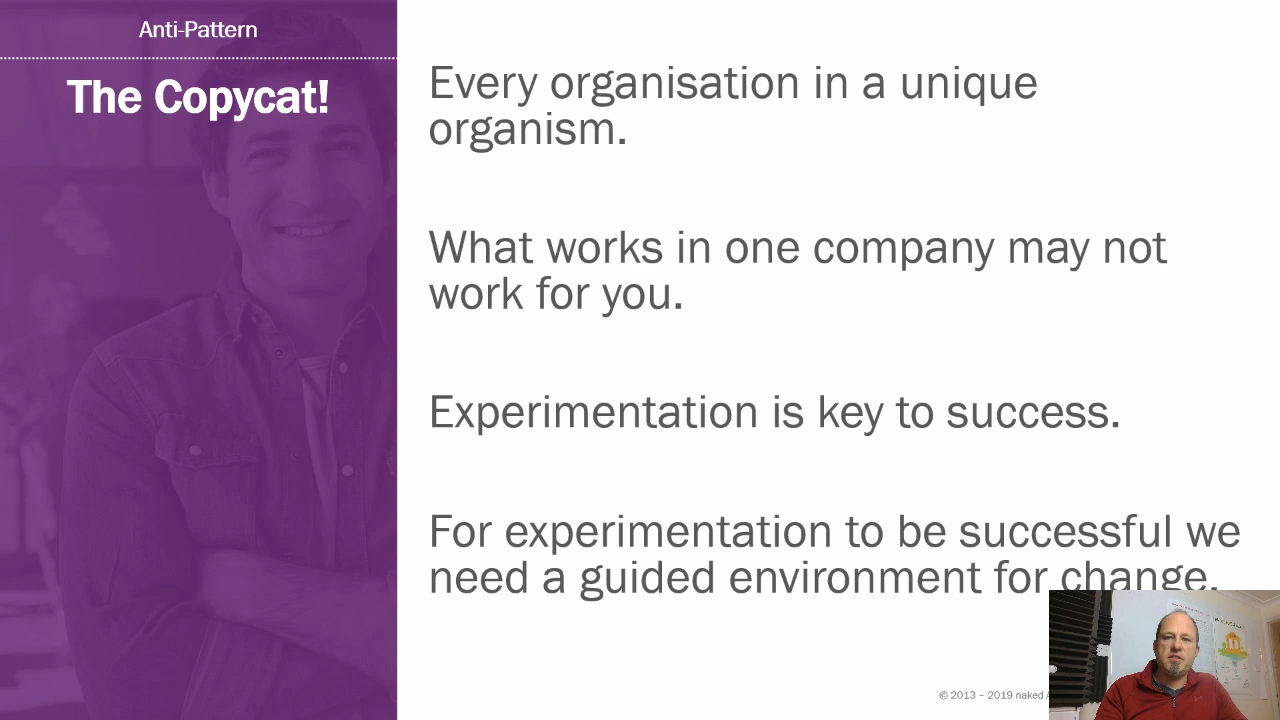 Anti-Pattern
The Copycat!
Every organisation in a unique
organism.
What works in one company may not
work for you.
Experimentation is key to success.
For experimentation to be successful we
need a guided environment for change.
© 2013 – 2019 naked